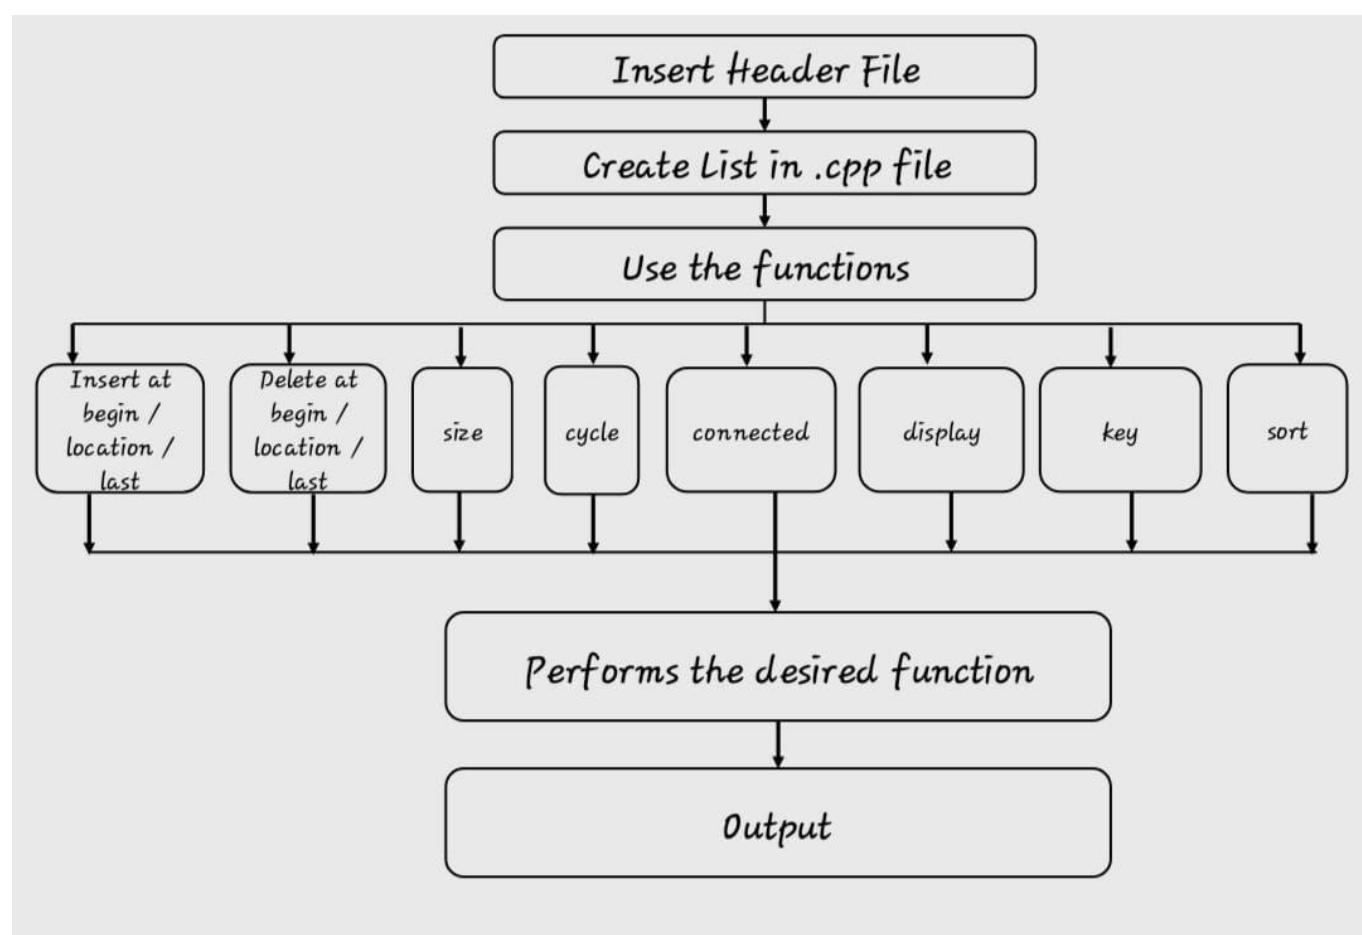 Insert Header File
Create List in .cpp file
Use the functions
Insert at
begin /
location /
last
Delete at
begin /
location /
last
size
cycle
connected
display
key
sort
Performs the desired function
Output